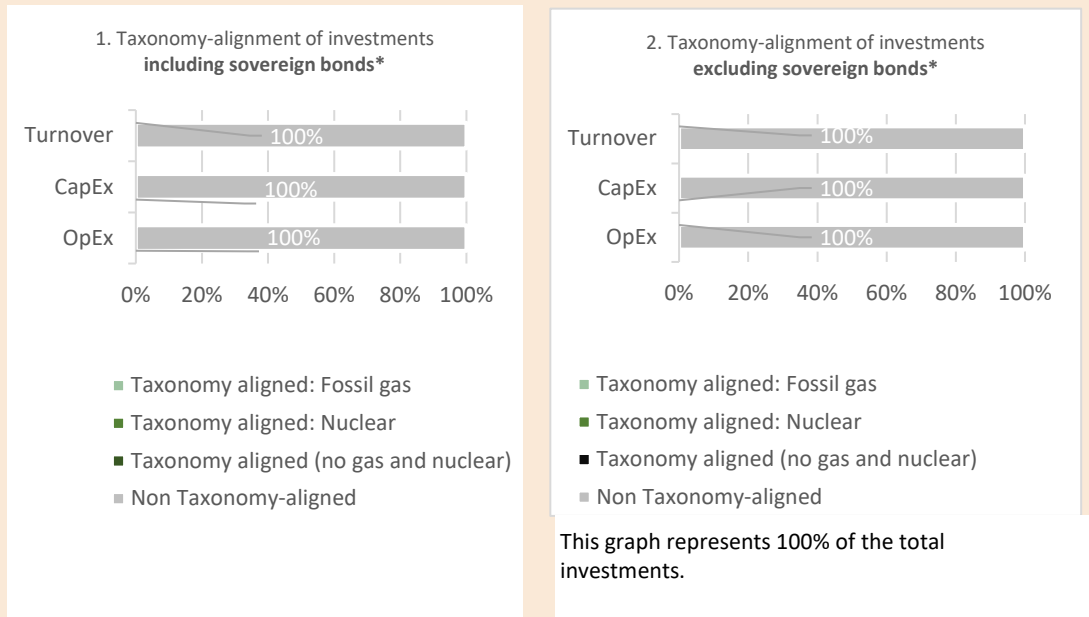 1. Taxonomy-alignment of investments
including sovereign bonds*
Turnover
100%
CapEx
100%
OpEx
100%
0% 20% 40% 60% 80% 100%
Taxonomy aligned: Fossil gas
Taxonomy aligned: Nuclear
Taxonomy aligned (no gas and nuclear)
Non Taxonomy-aligned
2. Taxonomy-alignment of investments
excluding sovereign bonds*
Turnover
100%
CapEx
100%
OpEx
100%
0% 20% 40% 60% 80% 100%
Taxonomy aligned: Fossil gas
Taxonomy aligned: Nuclear
Taxonomy aligned (no gas and nuclear)
Non Taxonomy-aligned
This graph represents 100% of the total
investments.